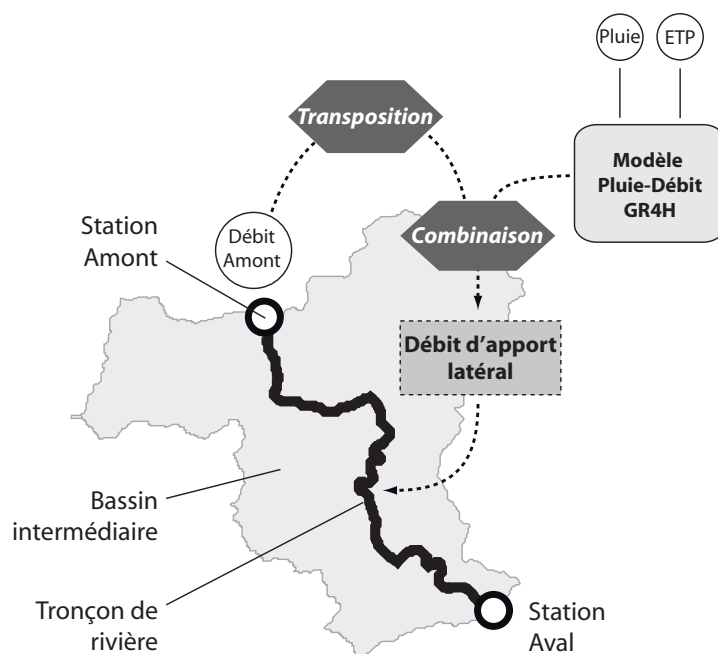 Pluie
ETP
Transposition
Modèle
Pluie-Débit
GR4H
Station
Amont
Débit
Amont
Combinaison
Débit d'apport
latéral
Bassin
intermédiaire
Tronçon de
rivière
Station
Aval